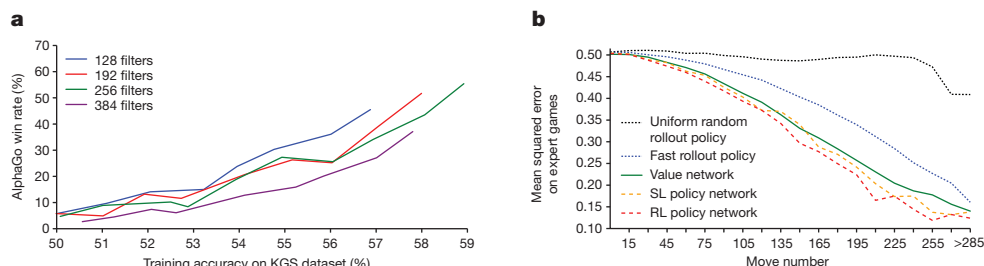 a
AlphaGo win rate (%)
70
60
50
40
30
20
10
0
128 filters
192 filters
256 filters
384 filters
50 51 52 53 54 55 56 57 58 59
Training accuracy on KGS dataset (%)
b
Mean squared error
on expert games
0.50
0.45
0.40
0.35
0.30
0.25
0.20
0.15
0.10
Uniform random
rollout policy
Fast rollout policy
Value network
SL policy network
RL policy network
15 45 75 105 135 165 195 225 255 >285
Move number